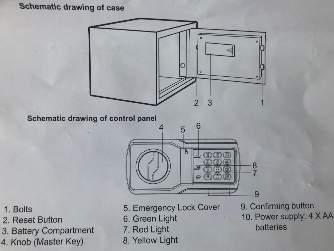 Schematic drawing of case
2
3
1
Schematic drawing of control panel
4
5
6
8
7
9
1. Bolts
2. Reset Button
3. Battery Compartment
4. Knob (Master Key)
5. Emergency Lock Cover
6. Green Light
7. Red Light
8. Yellow Light
9. Confirming button
10. Power supply: 4 X AA
batteries